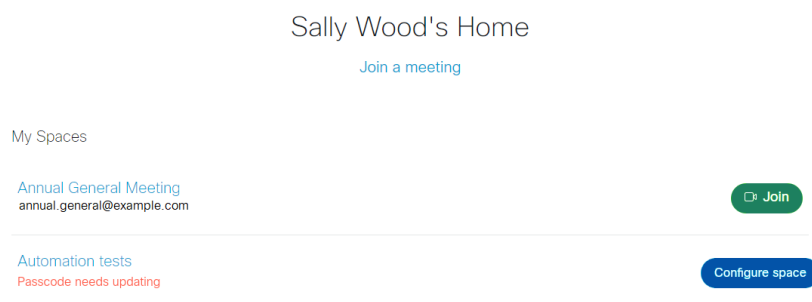 Sally Wood's Home
Join a meeting
My Spaces
Annual General Meeting
annual.general@example.com
Join
Automation tests
Passcode needs updating
Configure space